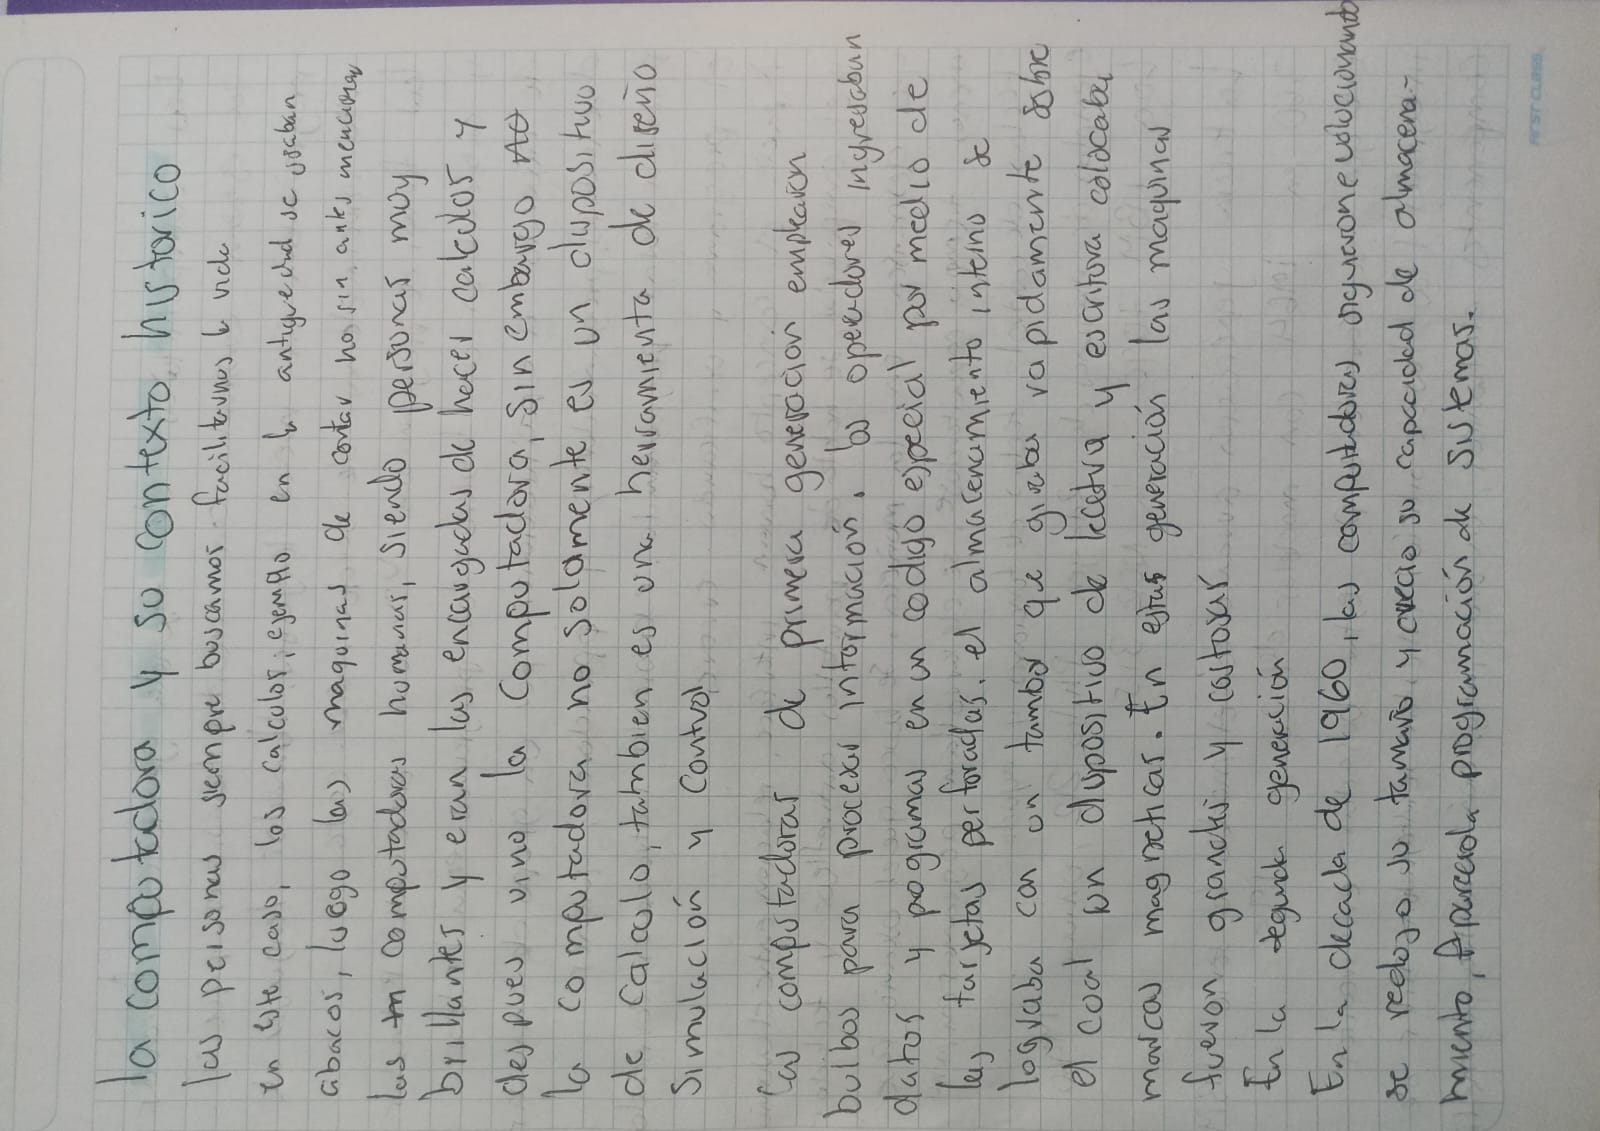 la computadora y su contexto historico
las personas siempre buscamos facilitarnos la vida
en este caso, los calculos, ejemplo en la antiguedad se usaban
abacos, luego las maquinas de contar no sin antes mencionar
las computadoras humanas, siendo personas muy
brillantes y eran las encargadas de hacer calculos y
despues vino la computadora, sin embargo
la computadora no solamente es un dispositivo
de calculo, tambien es una herramienta de diseño
simulación y control
las computadoras de primera generación emplearon
bulbos para procesar información. los operadores ingresaban
datos y programas en un codigo especial por medio de
las tarjetas perforadas. el almacenamiento interno se
lograba con un tambor que giraba rapidamente sobre
el cual un dispositivo de lectura y escritura colocaba
marcas magneticas. En estas generación las maquinas
fueron grandes y costosas
En la segunda generación
En la decada de 1960, las computadoras siguieron evolucionando
se redujo su tamaño y crecio su capacidad de almacena-
miento, Aparecio la programación de sistemas.
FIRST CLASS